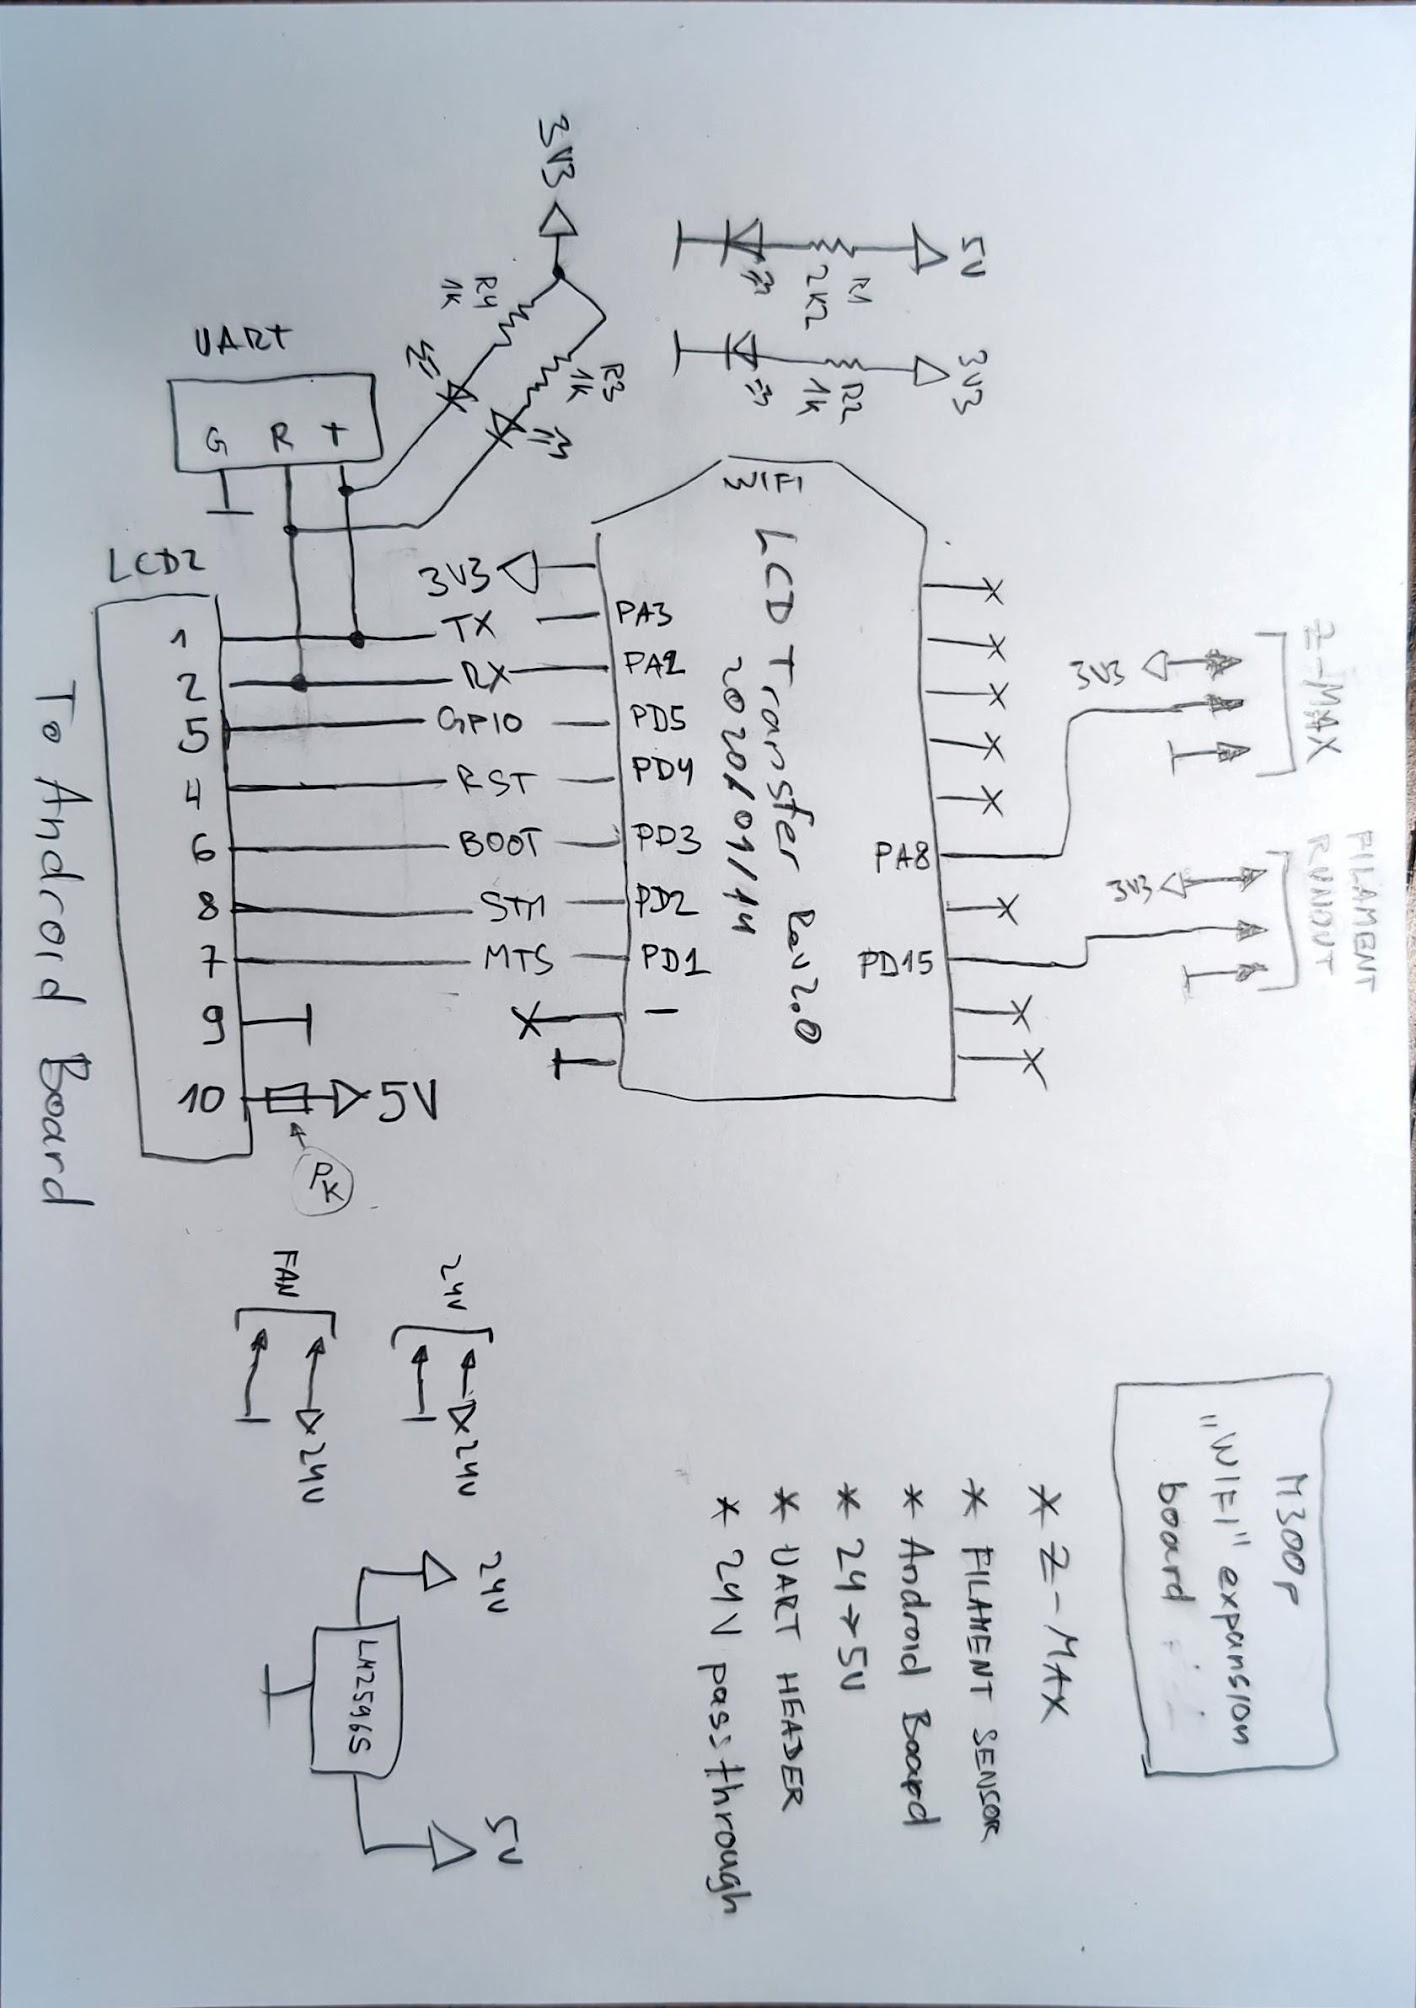 5V
R1
2K2
3V3
R2
1K
3V3
R4
1K
R3
1K
UART
G R T
LCD2
1
2
5
4
6
8
7
9
10
TX
RX
GPIO
RST
BOOT
STM
MTS
5V
PK
To Android Board
3V3
WIFI
LCD Transfer Rev2.0
2020/09/14
PA3
PA2
PD5
PD4
PD3
PD2
PD1
–
PA8
PD15
Z-MAX
3V3
FILAMENT
RUNOUT
3V3
FAN
24V
24V
24V
24V
LM2596S
5V
M300p
"WIFI" expansion
board
* Z-MAX
* FILAMENT SENSOR
* Android Board
* 24→5V
* UART HEADER
* 24V passthrough